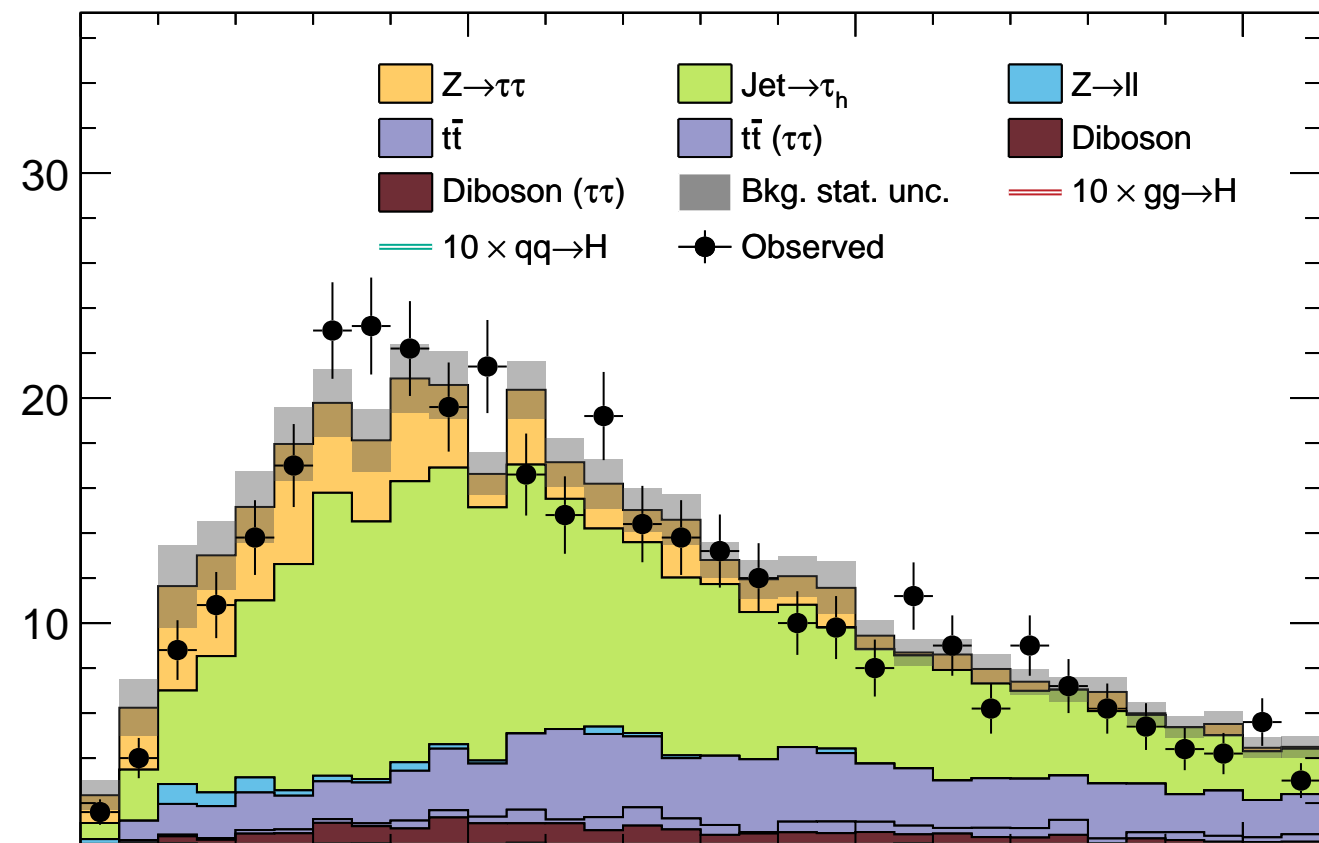 Z→ττ Jet→τh Z→ll
tt̄ tt̄ (ττ) Diboson
Diboson (ττ) Bkg. stat. unc. 10 × gg→H
10 × qq→H Observed
30
20
10